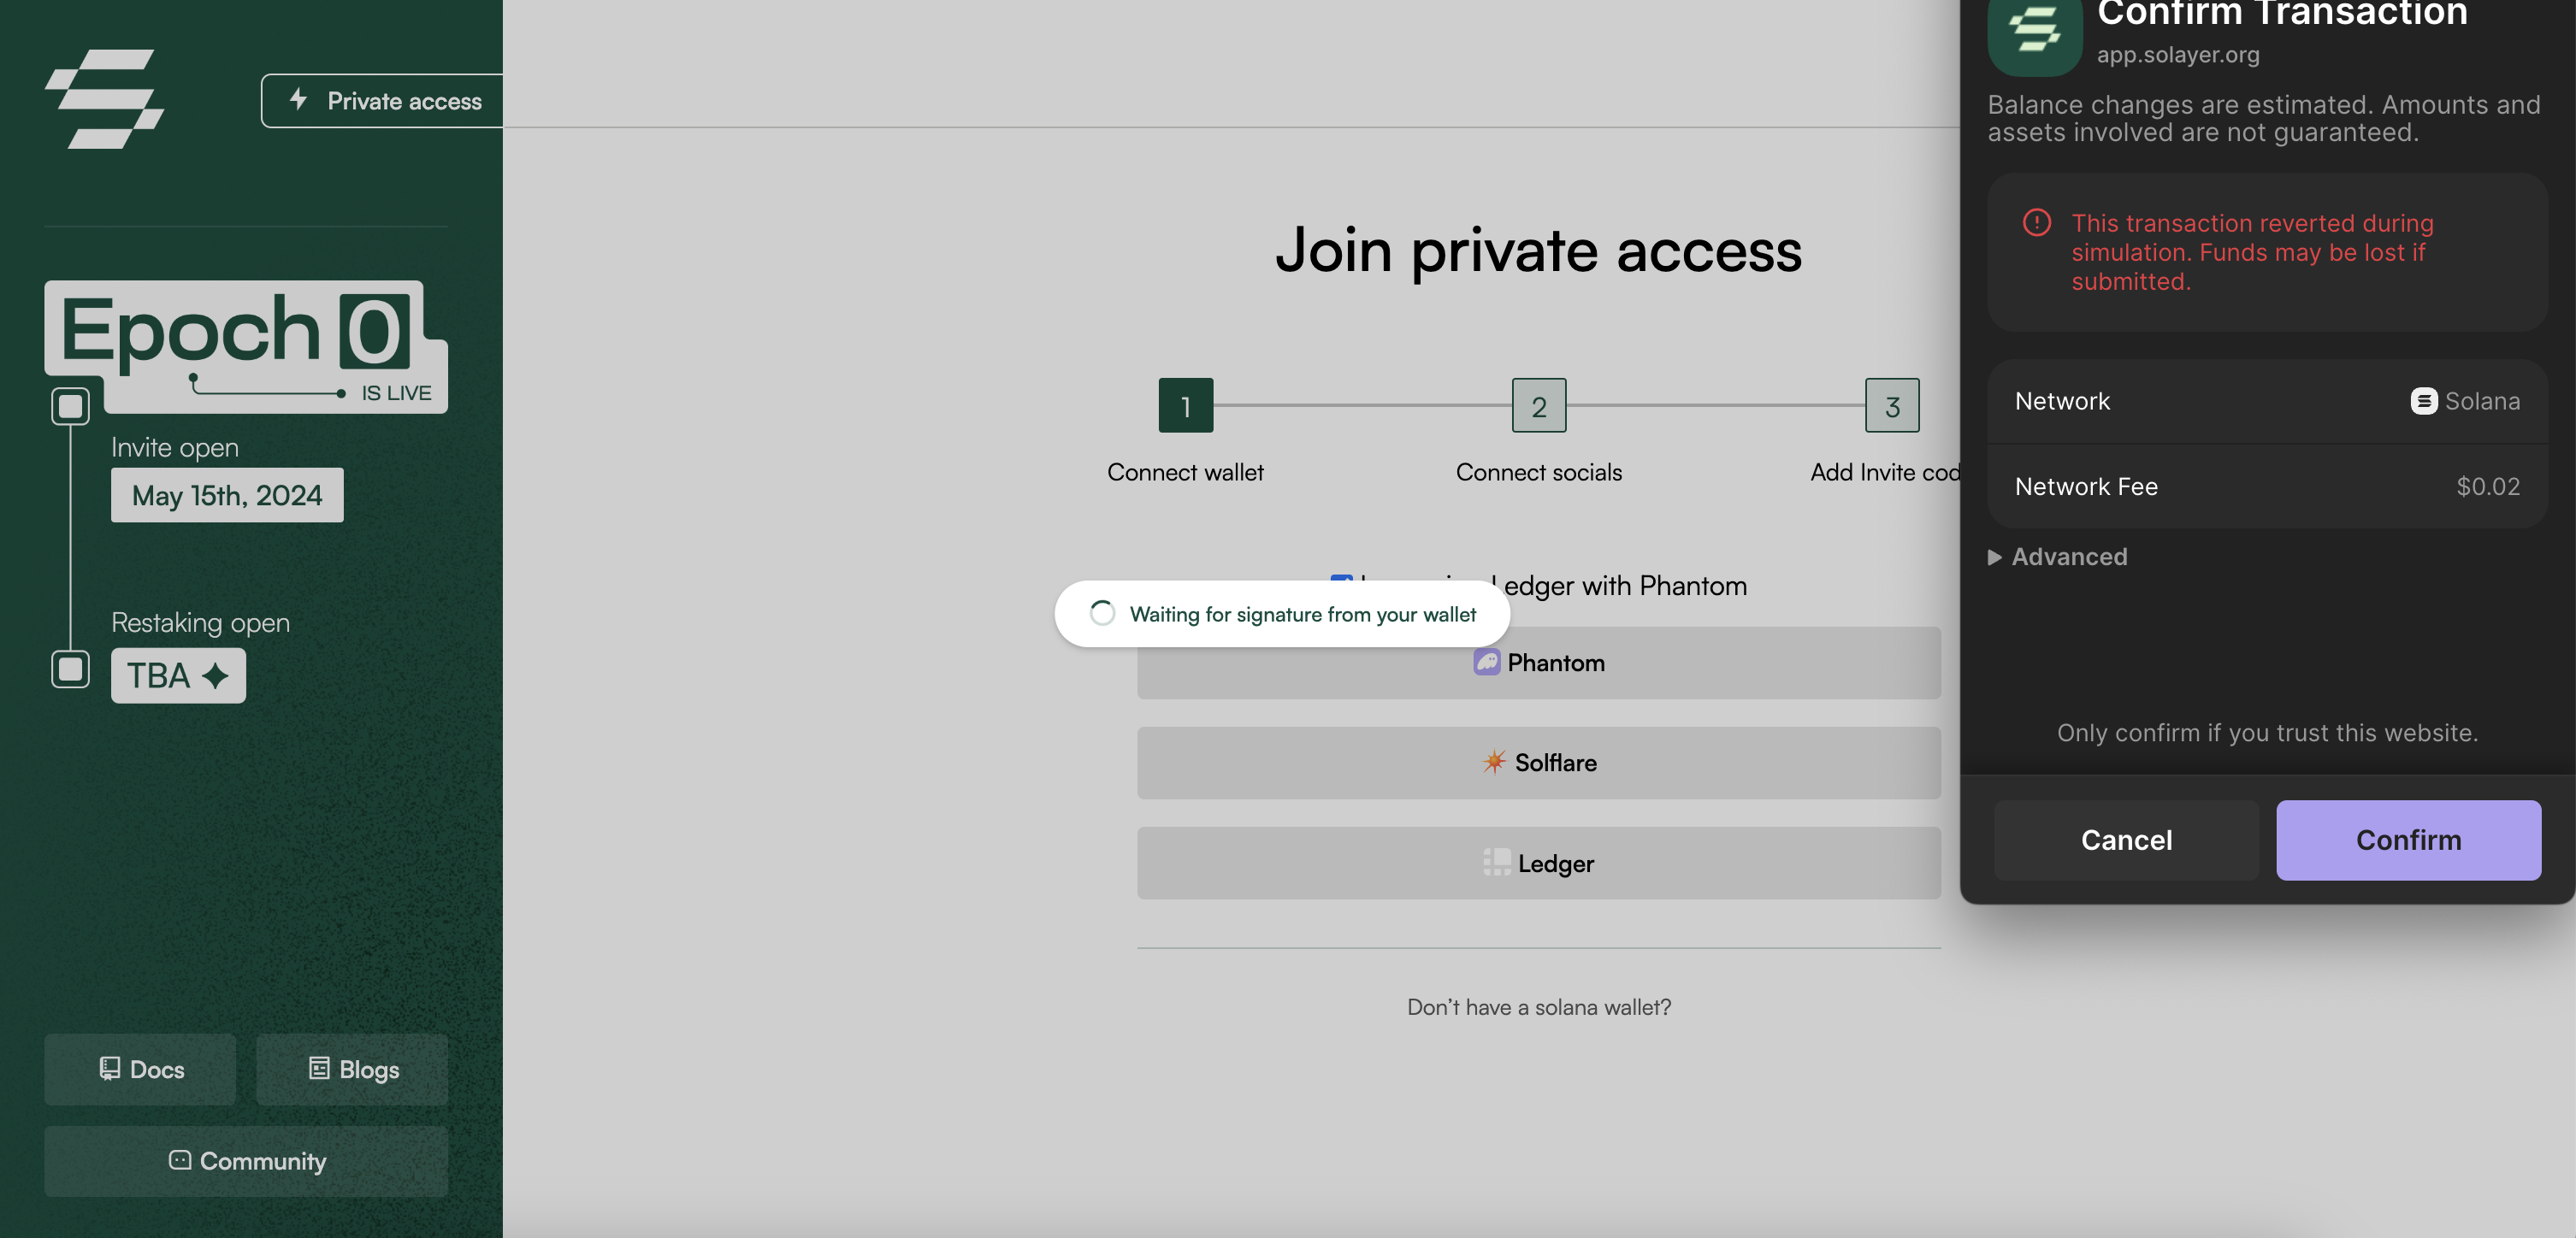 Private access
Epoch 0
IS LIVE
Invite open
May 15th, 2024
Restaking open
TBA
Docs
Blogs
Community
Join private access
1
2
3
Connect wallet
Connect socials
Add Invite cod
Ledger with Phantom
Waiting for signature from your wallet
Phantom
Solflare
Ledger
Don’t have a solana wallet?
Confirm Transaction
app.solayer.org
Balance changes are estimated. Amounts and
assets involved are not guaranteed.
This transaction reverted during
simulation. Funds may be lost if
submitted.
Network
Solana
Network Fee
$0.02
Advanced
Only confirm if you trust this website.
Cancel
Confirm